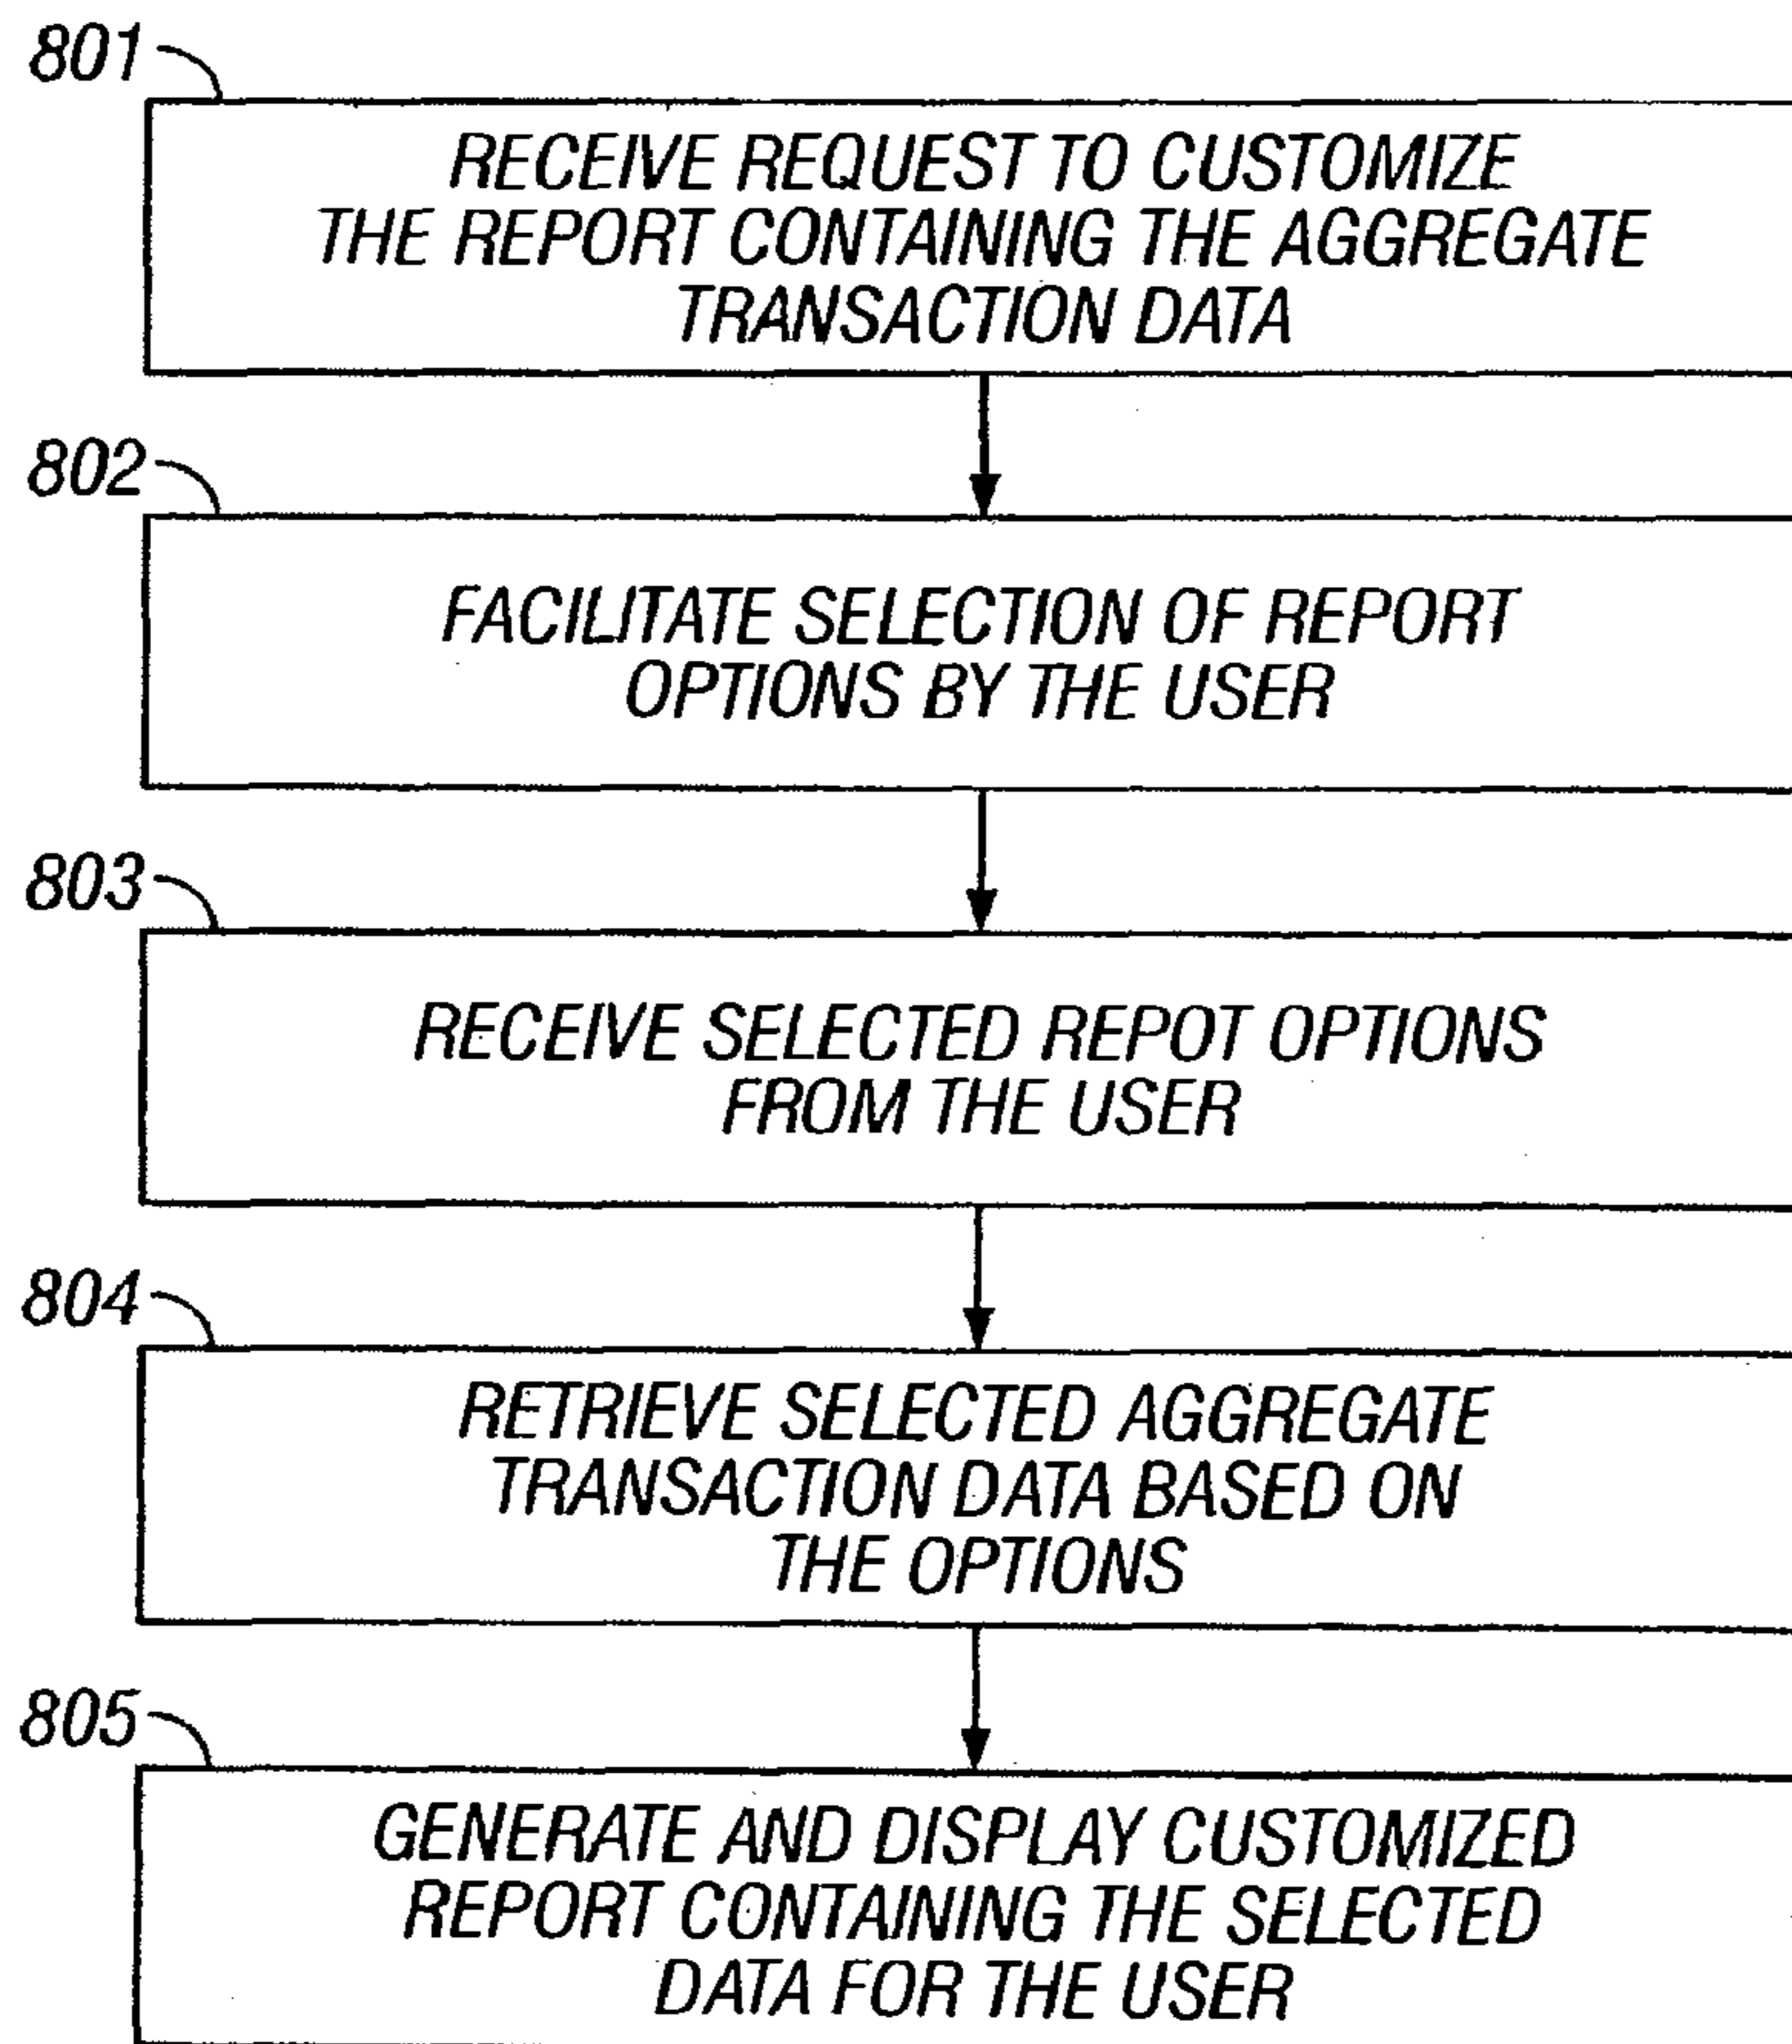 801
RECEIVE REQUEST TO CUSTOMIZE
THE REPORT CONTAINING THE AGGREGATE
TRANSACTION DATA
802
FACILITATE SELECTION OF REPORT
OPTIONS BY THE USER
803
RECEIVE SELECTED REPOT OPTIONS
FROM THE USER
804
RETRIEVE SELECTED AGGREGATE
TRANSACTION DATA BASED ON
THE OPTIONS
805
GENERATE AND DISPLAY CUSTOMIZED
REPORT CONTAINING THE SELECTED
DATA FOR THE USER